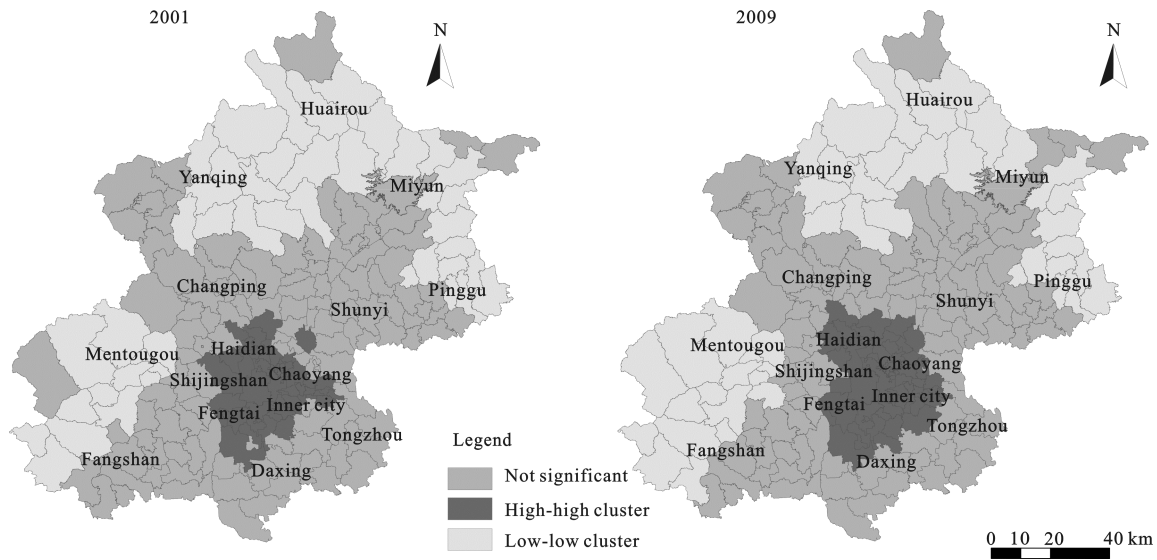 2001
N
Huairou
Yanqing
Miyun
Changping
Pinggu
Shunyi
Mentougou
Haidian
Shijingshan
Chaoyang
Fengtai
Inner city
Tongzhou
Fangshan
Daxing
2009
N
Huairou
Yanqing
Miyun
Changping
Pinggu
Shunyi
Mentougou
Haidian
Shijingshan
Chaoyang
Fengtai
Inner city
Tongzhou
Fangshan
Daxing
Legend
Not significant
High-high cluster
Low-low cluster
0 10 20 40 km